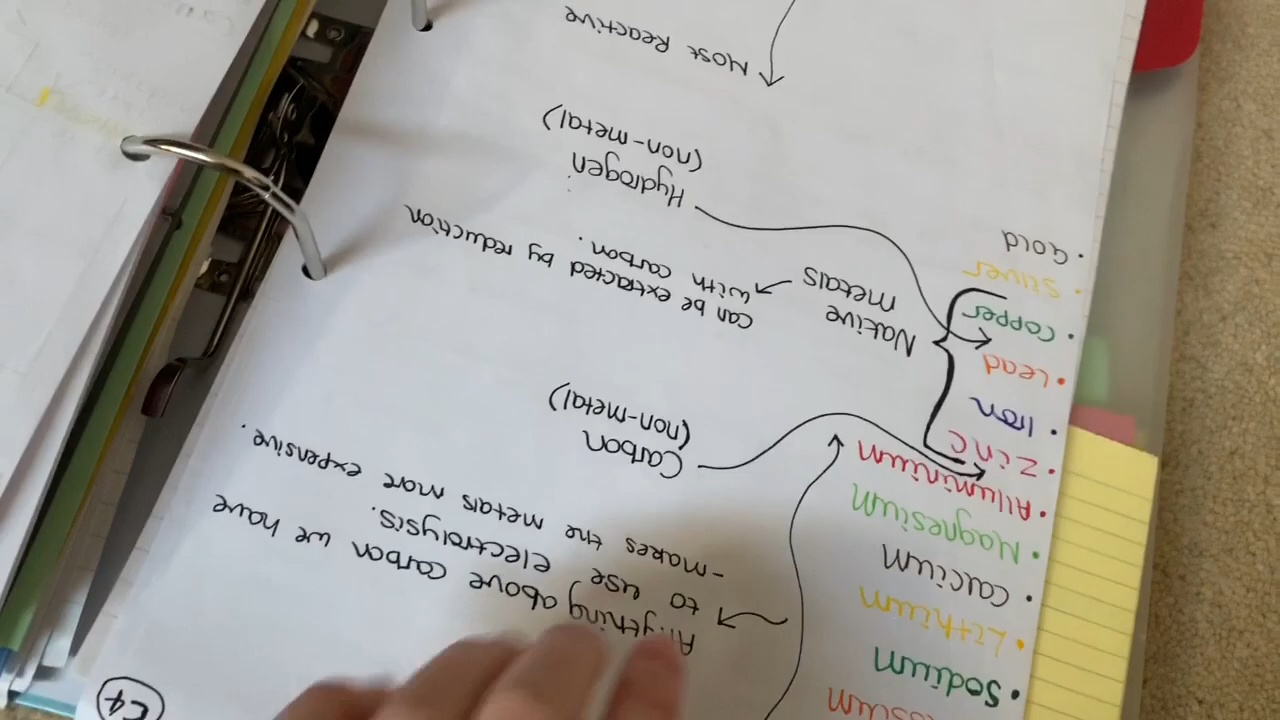 C4
• Sodium
• Lithium
• Calcium
• Magnesium
• Alluminium
• Zinc
• Iron
• Lead
• Copper
• Silver
• Gold
Anything above carbon we have
to use electrolysis.
- makes the metals more expensive.
Carbon
(non-metal)
Native
metals
can be extracted by reduction
with carbon.
Hydrogen
(non-metal)
Most Reactive